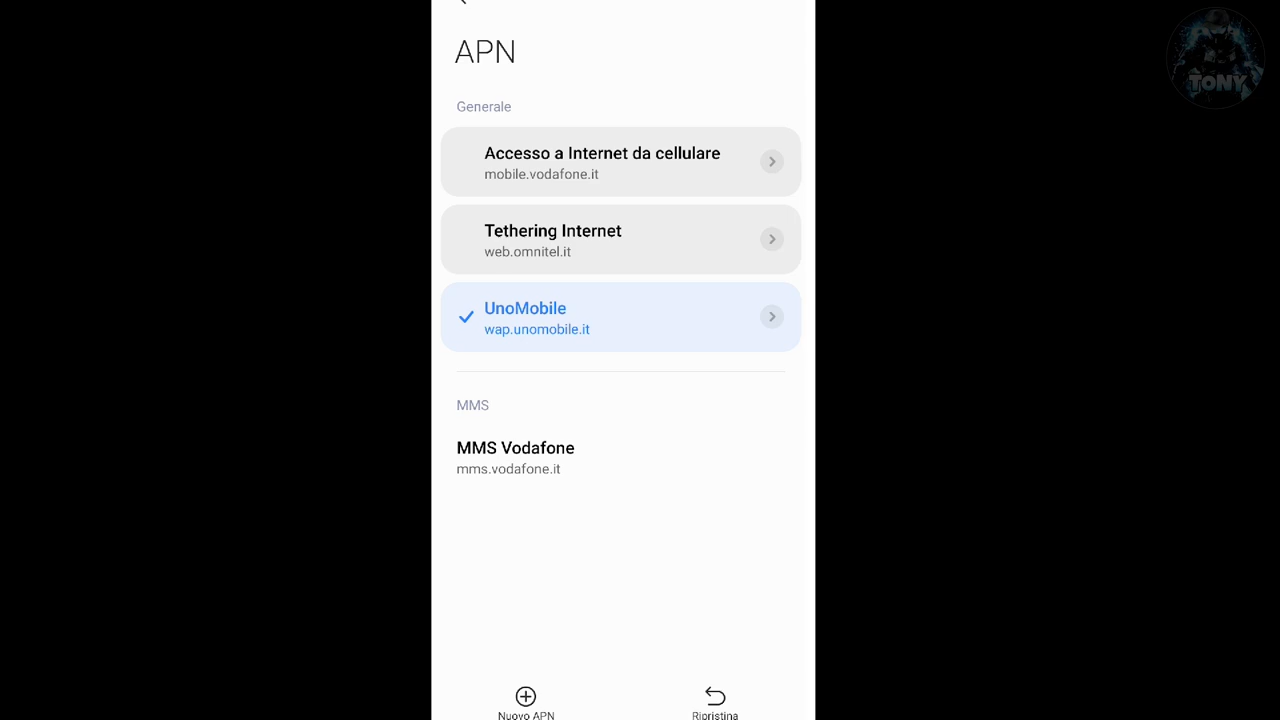 TONY
APN
Generale
Accesso a Internet da cellulare
mobile.vodafone.it
Tethering Internet
web.omnitel.it
UnoMobile
wap.unomobile.it
MMS
MMS Vodafone
mms.vodafone.it
Nuovo APN
Ripristina